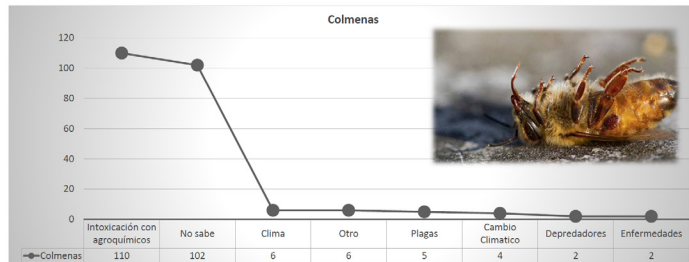 Colmenas
120
100
80
60
40
20
0
Intoxicación con
agroquímicos
No sabe
Clima
Otro
Plagas
Cambio
Climatico
Depredadores
Enfermedades
Colmenas 110 102 6 6 5 4 2 2